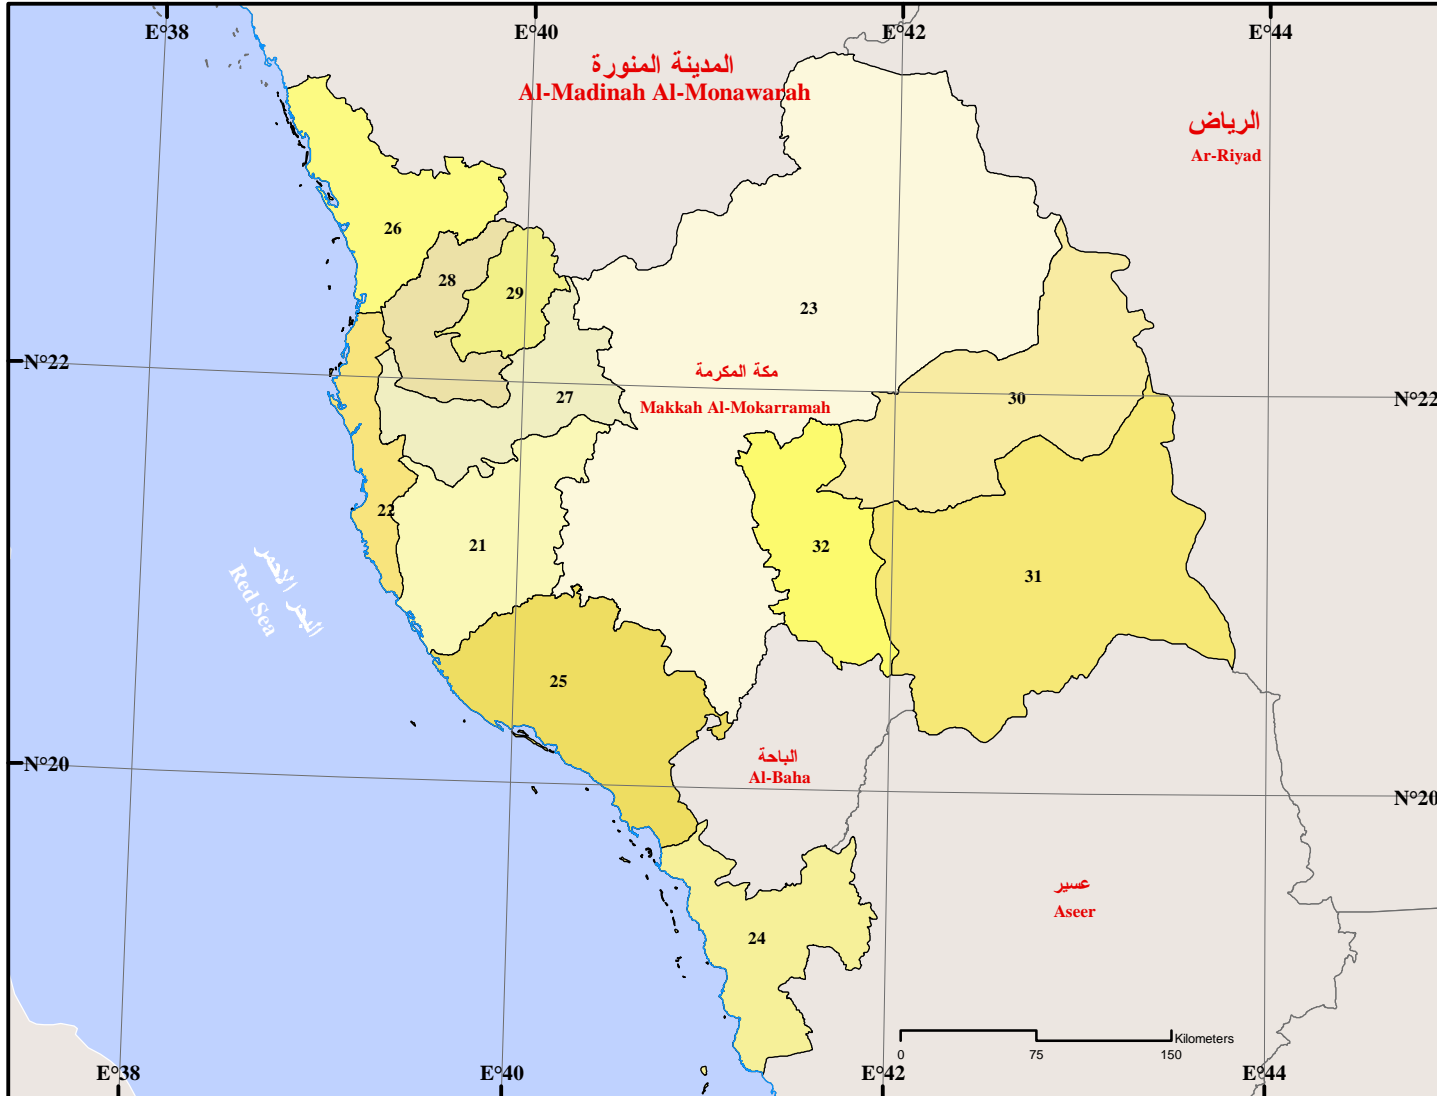 E°38
E°40
E°42
E°44
المدينة المنورة
Al-Madinah Al-Monawarah
الرياض
Ar-Riyad
26
28
29
23
N°22
مكة المكرمة
Makkah Al-Mokarramah
27
30
N°22
22
21
32
31
البحر الاحمر
Red Sea
25
الباحة
Al-Baha
N°20
N°20
عسير
Aseer
24
Kilometers
0
75
150
E°38
E°40
E°42
E°44